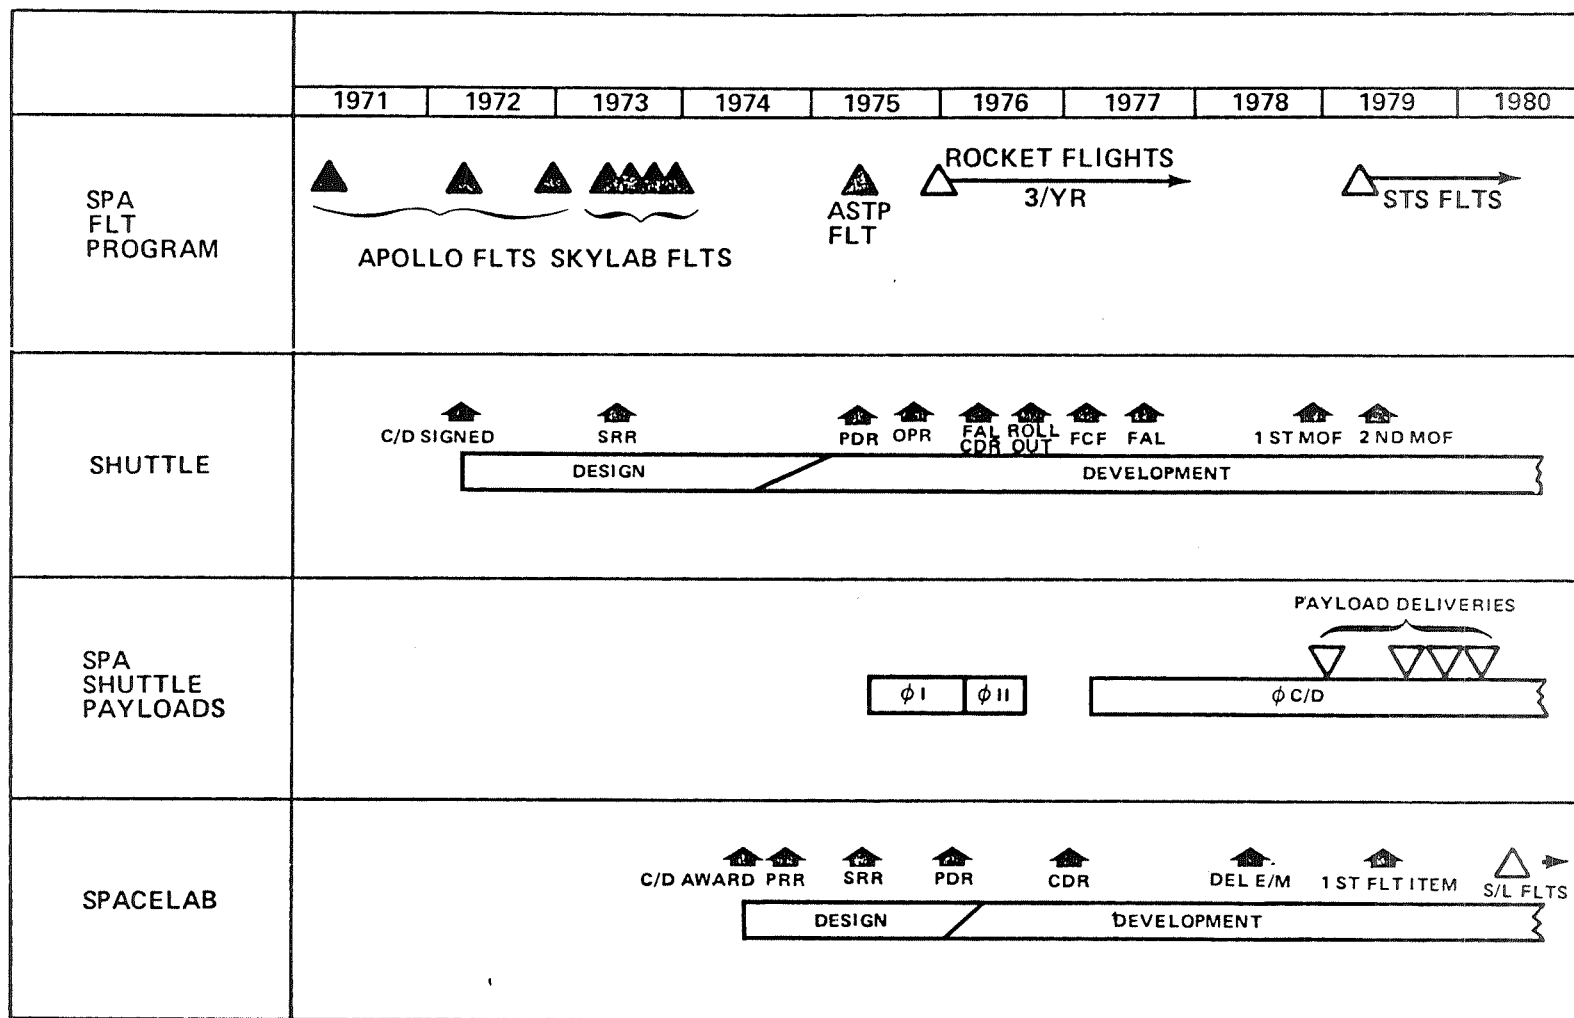 1971 1972 1973 1974 1975 1976 1977 1978 1979 1980
SPA
FLT
PROGRAM
ROCKET FLIGHTS
3/YR
ASTP
FLT
STS FLTS
APOLLO FLTS SKYLAB FLTS
SHUTTLE
C/D SIGNED SRR PDR OPR FAL ROLL FCF FAL 1 ST MOF 2 ND MOF
CDR OUT
DESIGN DEVELOPMENT
SPA
SHUTTLE
PAYLOADS
PAYLOAD DELIVERIES
φ I φ II φ C/D
SPACELAB
C/D AWARD PRR SRR PDR CDR DEL E/M 1 ST FLT ITEM S/L FLTS
DESIGN DEVELOPMENT